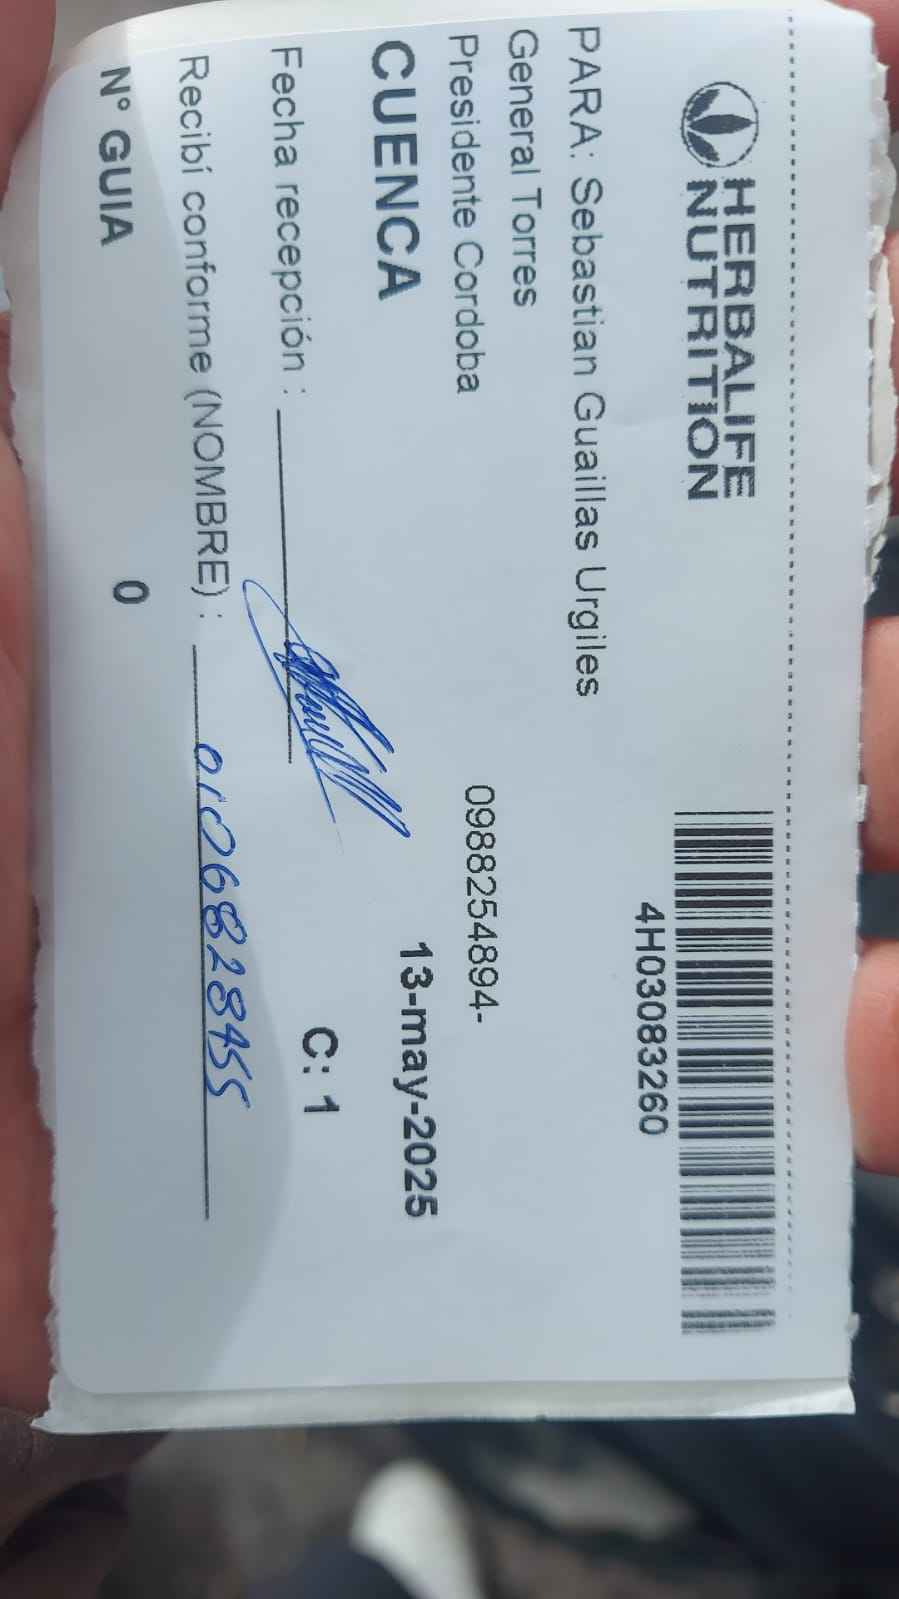 HERBALIFE
NUTRITION
4H03083260
PARA: Sebastian Guaillas Urgiles
General Torres
Presidente Cordoba
0988254894-
CUENCA
13-may-2025
Fecha recepción :
C: 1
Recibí conforme (NOMBRE) : 0106828455
N° GUIA 0